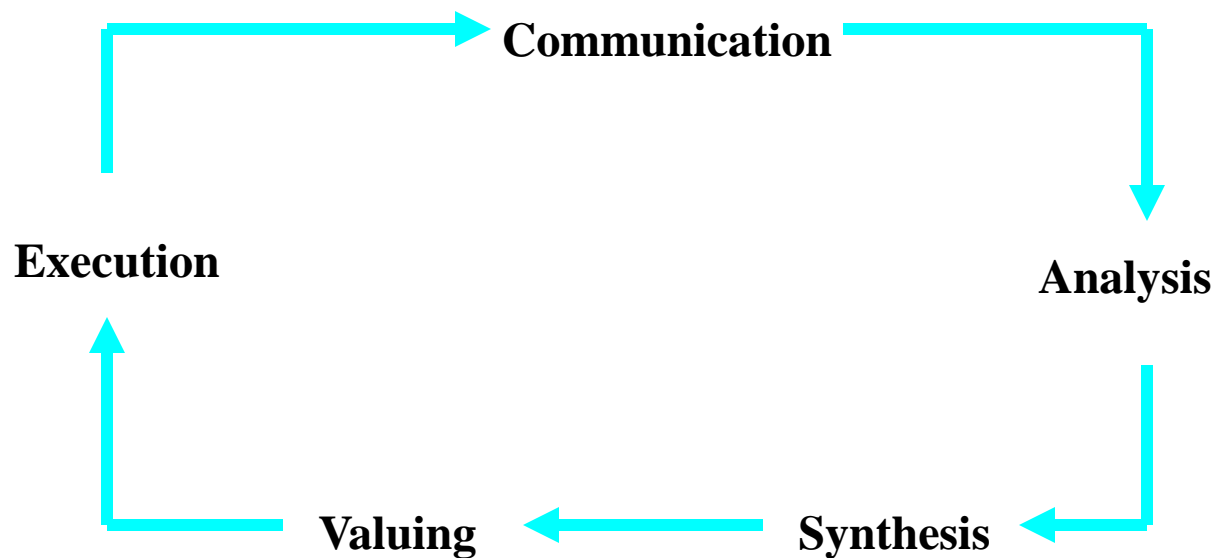 Communication
Execution
Analysis
Valuing
Synthesis